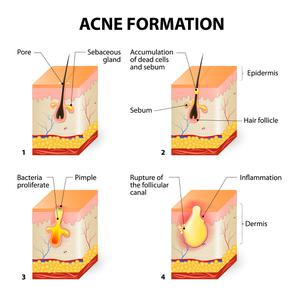 ACNE FORMATION
Pore
Sebaceous
gland
Accumulation
of dead cells
and sebum
Epidermis
Sebum
Hair follicle
1
2
Bacteria
proliferate
Pimple
Rupture of
the follicular
canal
Inflammation
Dermis
3
4